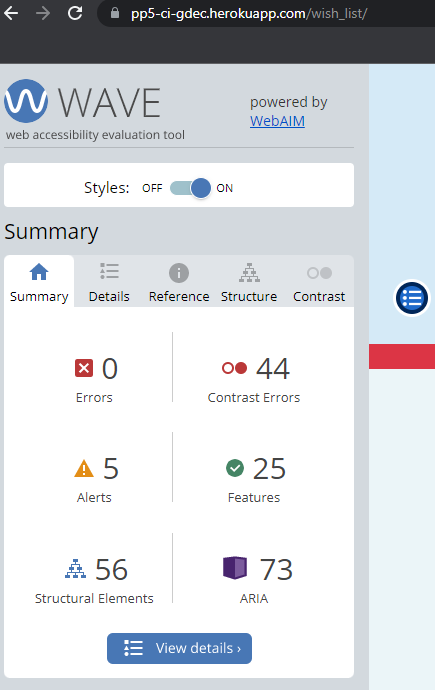 pp5-ci-gdec.herokuapp.com/wish_list/
WAVE
web accessibility evaluation tool
powered by
WebAIM
Styles: OFF ON
Summary
Summary Details Reference Structure Contrast
0 44
Errors Contrast Errors
5 25
Alerts Features
56 73
Structural Elements ARIA
View details ›